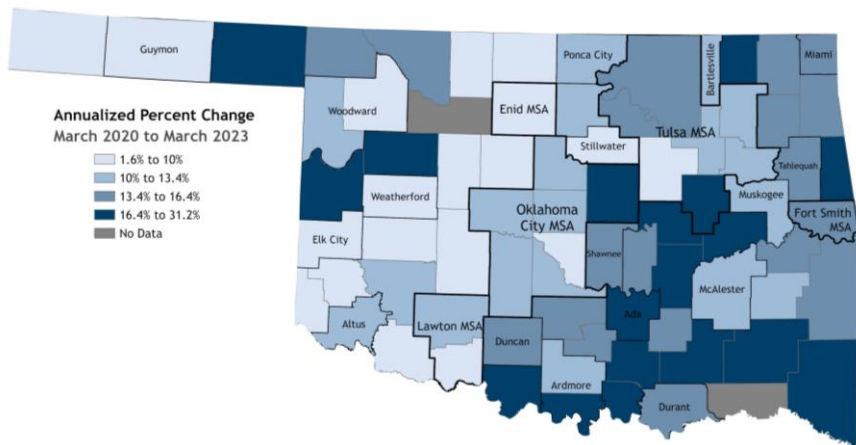 Guymon
Ponca City
Bartlesville
Miami
Annualized Percent Change
March 2020 to March 2023
1.6% to 10%
10% to 13.4%
13.4% to 16.4%
16.4% to 31.2%
No Data
Woodward
Enid MSA
Tulsa MSA
Stillwater
Tahlequah
Weatherford
Muskogee
Oklahoma
City MSA
Fort Smith
MSA
Elk City
Shawnee
McAlester
Altus
Lawton MSA
Ada
Duncan
Ardmore
Durant